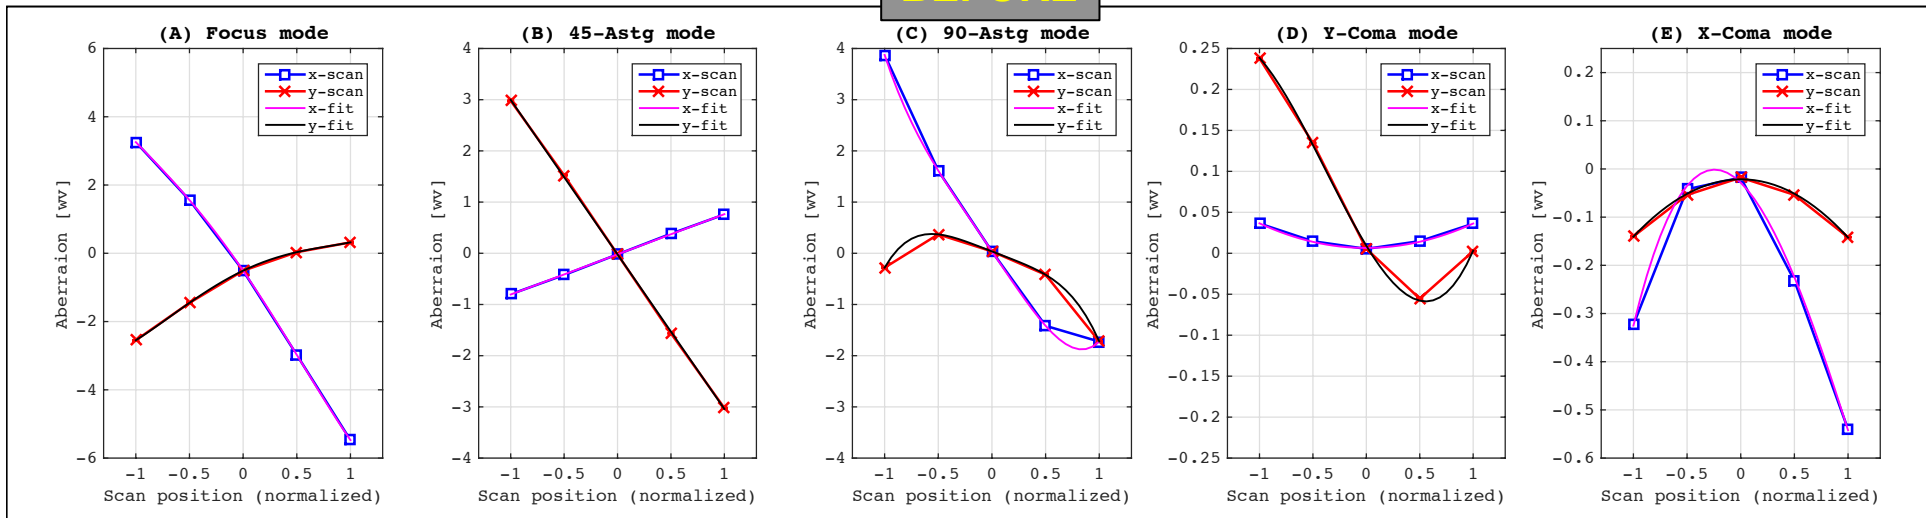 BEFORE
(A) Focus mode
6
4
2
0
-2
-4
-6
Aberraion [wv]
x-scan
y-scan
x-fit
y-fit
-1 -0.5 0 0.5 1
Scan position (normalized)
(B) 45-Astg mode
4
3
2
1
0
-1
-2
-3
-4
Aberraion [wv]
x-scan
y-scan
x-fit
y-fit
-1 -0.5 0 0.5 1
Scan position (normalized)
(C) 90-Astg mode
4
3
2
1
0
-1
-2
-3
-4
Aberraion [wv]
x-scan
y-scan
x-fit
y-fit
-1 -0.5 0 0.5 1
Scan position (normalized)
(D) Y-Coma mode
0.25
0.2
0.15
0.1
0.05
0
-0.05
-0.1
-0.15
-0.2
-0.25
Aberraion [wv]
x-scan
y-scan
x-fit
y-fit
-1 -0.5 0 0.5 1
Scan position (normalized)
(E) X-Coma mode
0.2
0.1
0
-0.1
-0.2
-0.3
-0.4
-0.5
-0.6
Aberraion [wv]
x-scan
y-scan
x-fit
y-fit
-1 -0.5 0 0.5 1
Scan position (normalized)